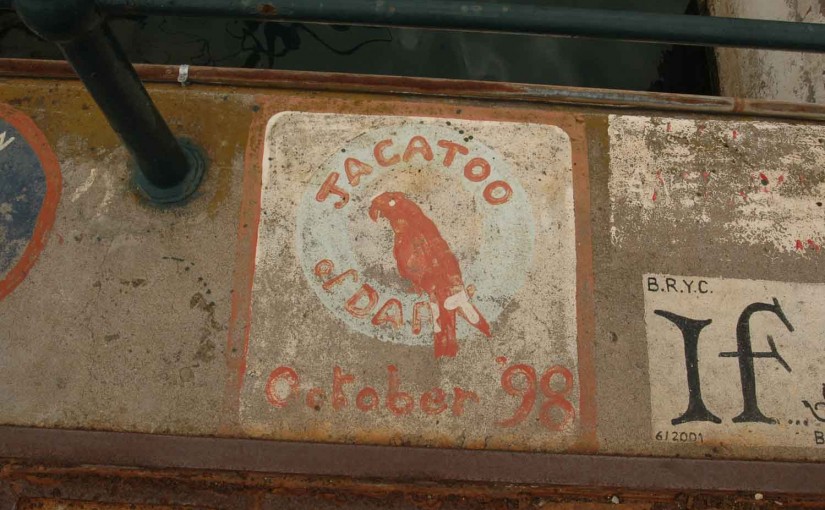 JACATOO
of
October '98
B.R.Y.C.
If
6/2001